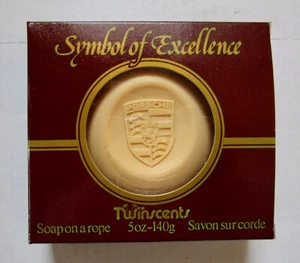 Symbol of Excellence
PORSCHE
Twinscents
Soap on a rope 5oz-140g Savon sur corde